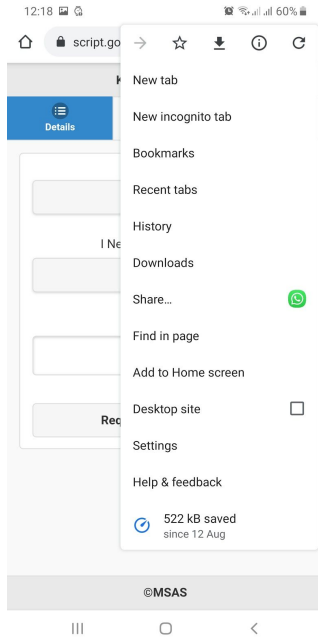 12:18
60%
script.go
K
New tab
New incognito tab
Details
Bookmarks
Recent tabs
History
I Ne
Downloads
Share...
Find in page
Add to Home screen
Desktop site
Req
Settings
Help & feedback
522 kB saved
since 12 Aug
©MSAS